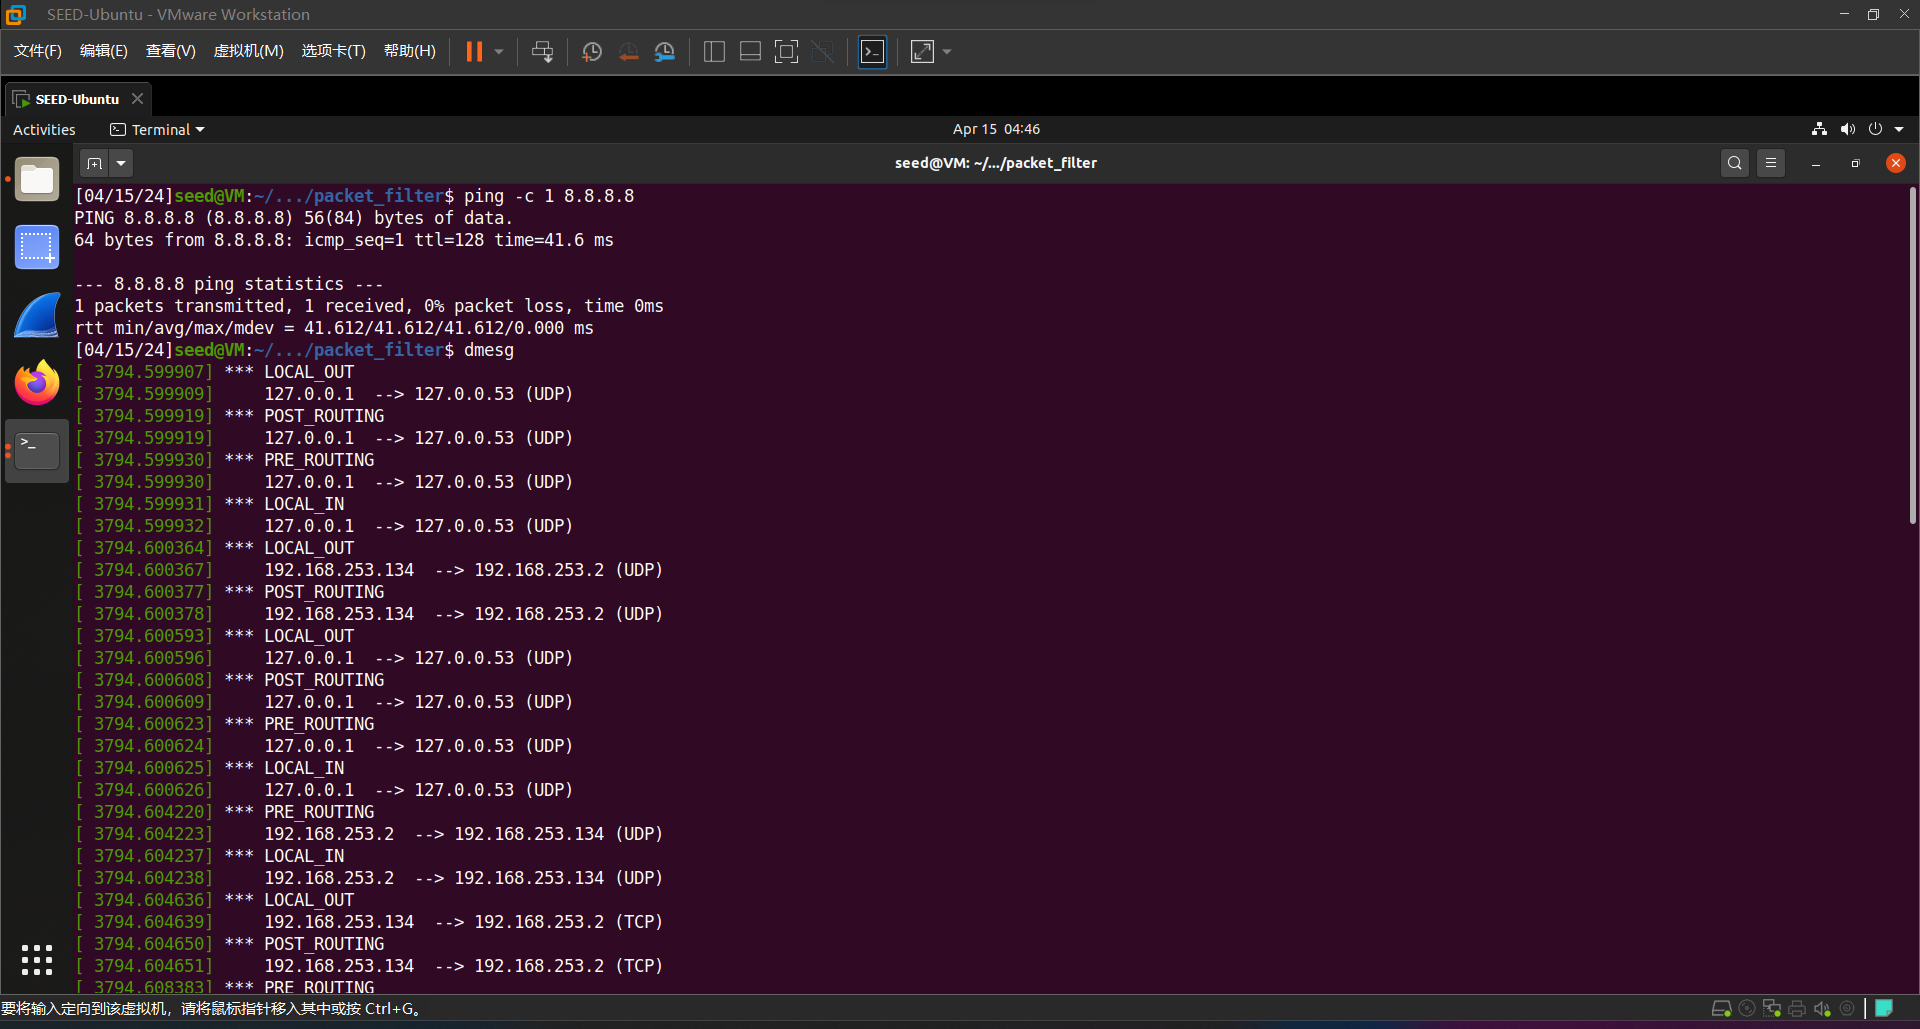 SEED-Ubuntu - VMware Workstation
文件(F) 编辑(E) 查看(V) 虚拟机(M) 选项卡(T) 帮助(H)
SEED-Ubuntu
Activities Terminal Apr 15 04:46
seed@VM: ~/.../packet_filter
[04/15/24]seed@VM:~/.../packet_filter$ ping -c 1 8.8.8.8
PING 8.8.8.8 (8.8.8.8) 56(84) bytes of data.
64 bytes from 8.8.8.8: icmp_seq=1 ttl=128 time=41.6 ms
--- 8.8.8.8 ping statistics ---
1 packets transmitted, 1 received, 0% packet loss, time 0ms
rtt min/avg/max/mdev = 41.612/41.612/41.612/0.000 ms
[04/15/24]seed@VM:~/.../packet_filter$ dmesg
[ 3794.599907] *** LOCAL_OUT
[ 3794.599909]     127.0.0.1  --> 127.0.0.53 (UDP)
[ 3794.599919] *** POST_ROUTING
[ 3794.599919]     127.0.0.1  --> 127.0.0.53 (UDP)
[ 3794.599930] *** PRE_ROUTING
[ 3794.599930]     127.0.0.1  --> 127.0.0.53 (UDP)
[ 3794.599931] *** LOCAL_IN
[ 3794.599932]     127.0.0.1  --> 127.0.0.53 (UDP)
[ 3794.600364] *** LOCAL_OUT
[ 3794.600367]     192.168.253.134  --> 192.168.253.2 (UDP)
[ 3794.600377] *** POST_ROUTING
[ 3794.600378]     192.168.253.134  --> 192.168.253.2 (UDP)
[ 3794.600593] *** LOCAL_OUT
[ 3794.600596]     127.0.0.1  --> 127.0.0.53 (UDP)
[ 3794.600608] *** POST_ROUTING
[ 3794.600609]     127.0.0.1  --> 127.0.0.53 (UDP)
[ 3794.600623] *** PRE_ROUTING
[ 3794.600624]     127.0.0.1  --> 127.0.0.53 (UDP)
[ 3794.600625] *** LOCAL_IN
[ 3794.600626]     127.0.0.1  --> 127.0.0.53 (UDP)
[ 3794.604220] *** PRE_ROUTING
[ 3794.604223]     192.168.253.2  --> 192.168.253.134 (UDP)
[ 3794.604237] *** LOCAL_IN
[ 3794.604238]     192.168.253.2  --> 192.168.253.134 (UDP)
[ 3794.604636] *** LOCAL_OUT
[ 3794.604639]     192.168.253.134  --> 192.168.253.2 (TCP)
[ 3794.604650] *** POST_ROUTING
[ 3794.604651]     192.168.253.134  --> 192.168.253.2 (TCP)
[ 3794.608383] *** PRE_ROUTING
要将输入定向到该虚拟机，请将鼠标指针移入其中或按 Ctrl+G。